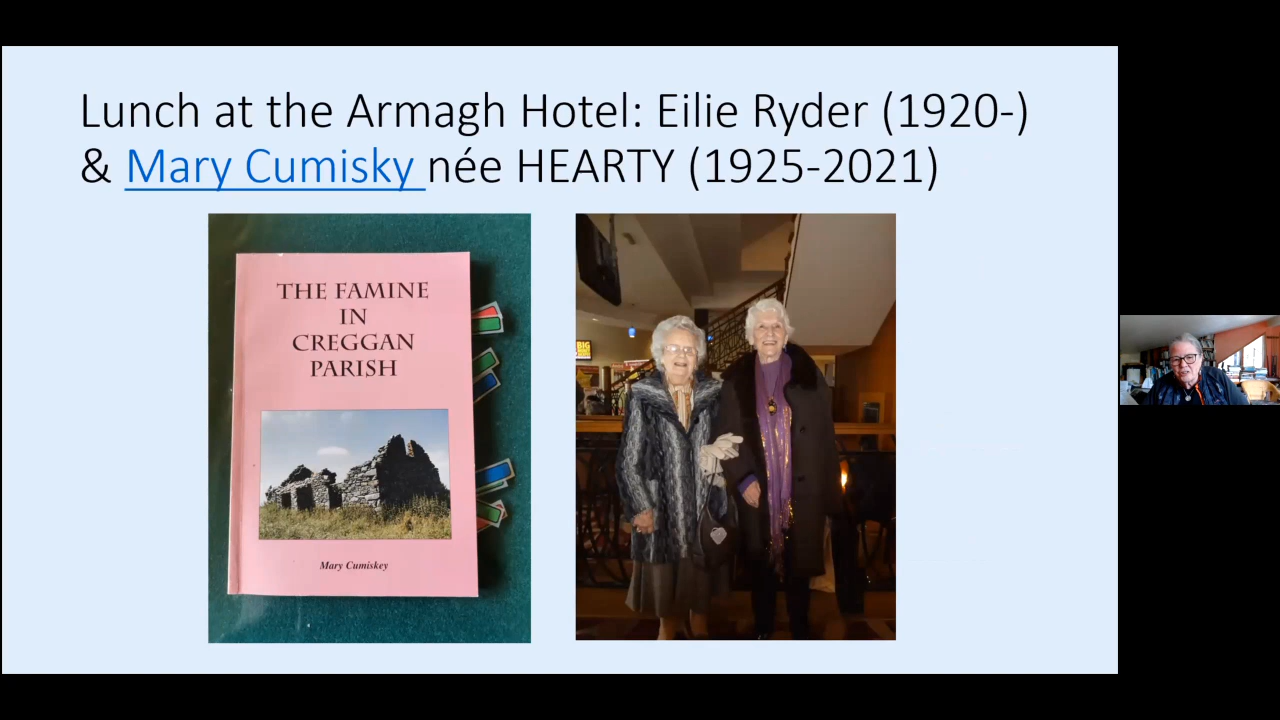 Lunch at the Armagh Hotel: Eilie Ryder (1920-)
& Mary Cumisky née HEARTY (1925-2021)
THE FAMINE
IN
CREGGAN
PARISH
Mary Cumiskey
BIG